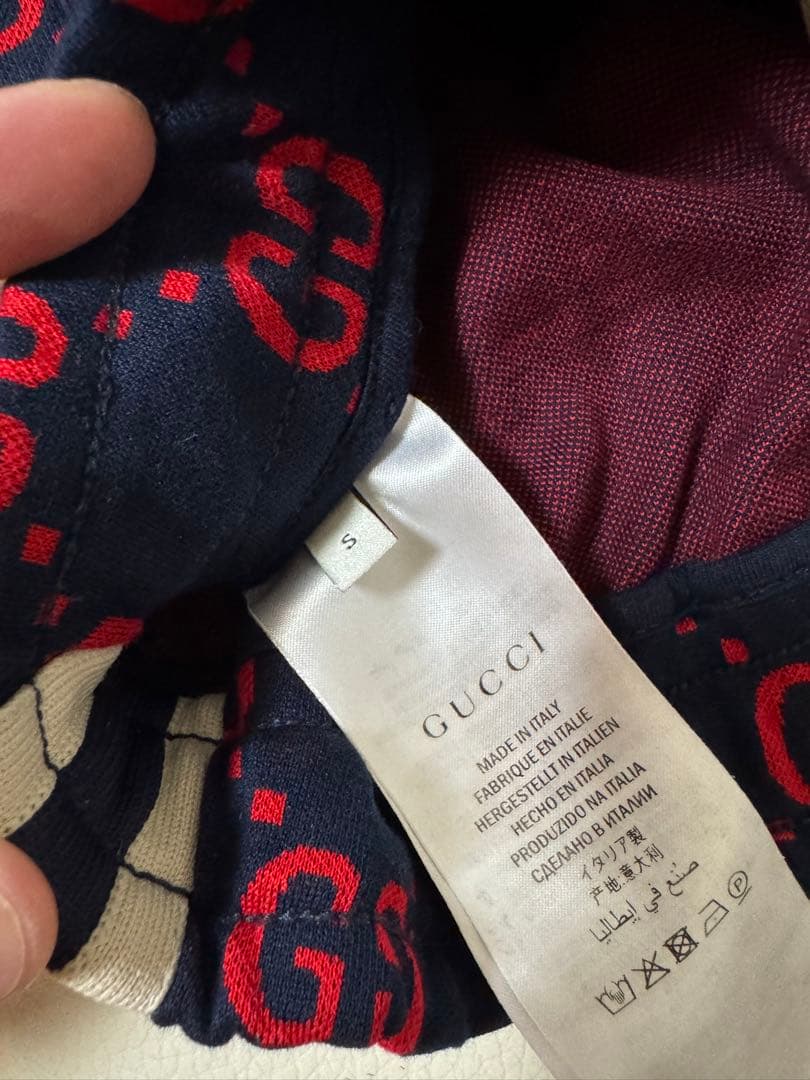 S
GUCCI
MADE IN ITALY
FABRIQUE EN ITALIE
HERGESTELLT IN ITALIEN
HECHO EN ITALIA
PRODUZIDO NA ITALIA
СДЕЛАНО В ИТАЛИИ
イタリア製
产地:意大利
صنع في إيطاليا
P
G